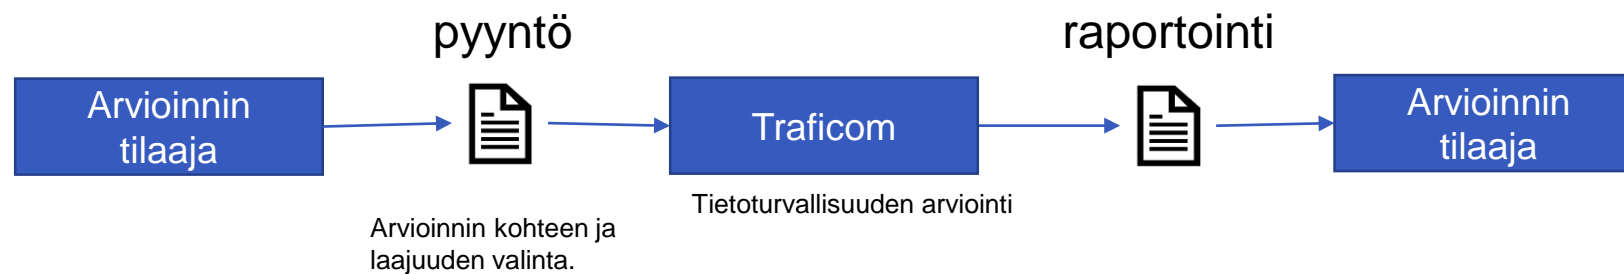 pyyntö
raportointi
Arvioinnin
tilaaja
Traficom
Arvioinnin
tilaaja
Tietoturvallisuuden arviointi
Arvioinnin kohteen ja
laajuuden valinta.